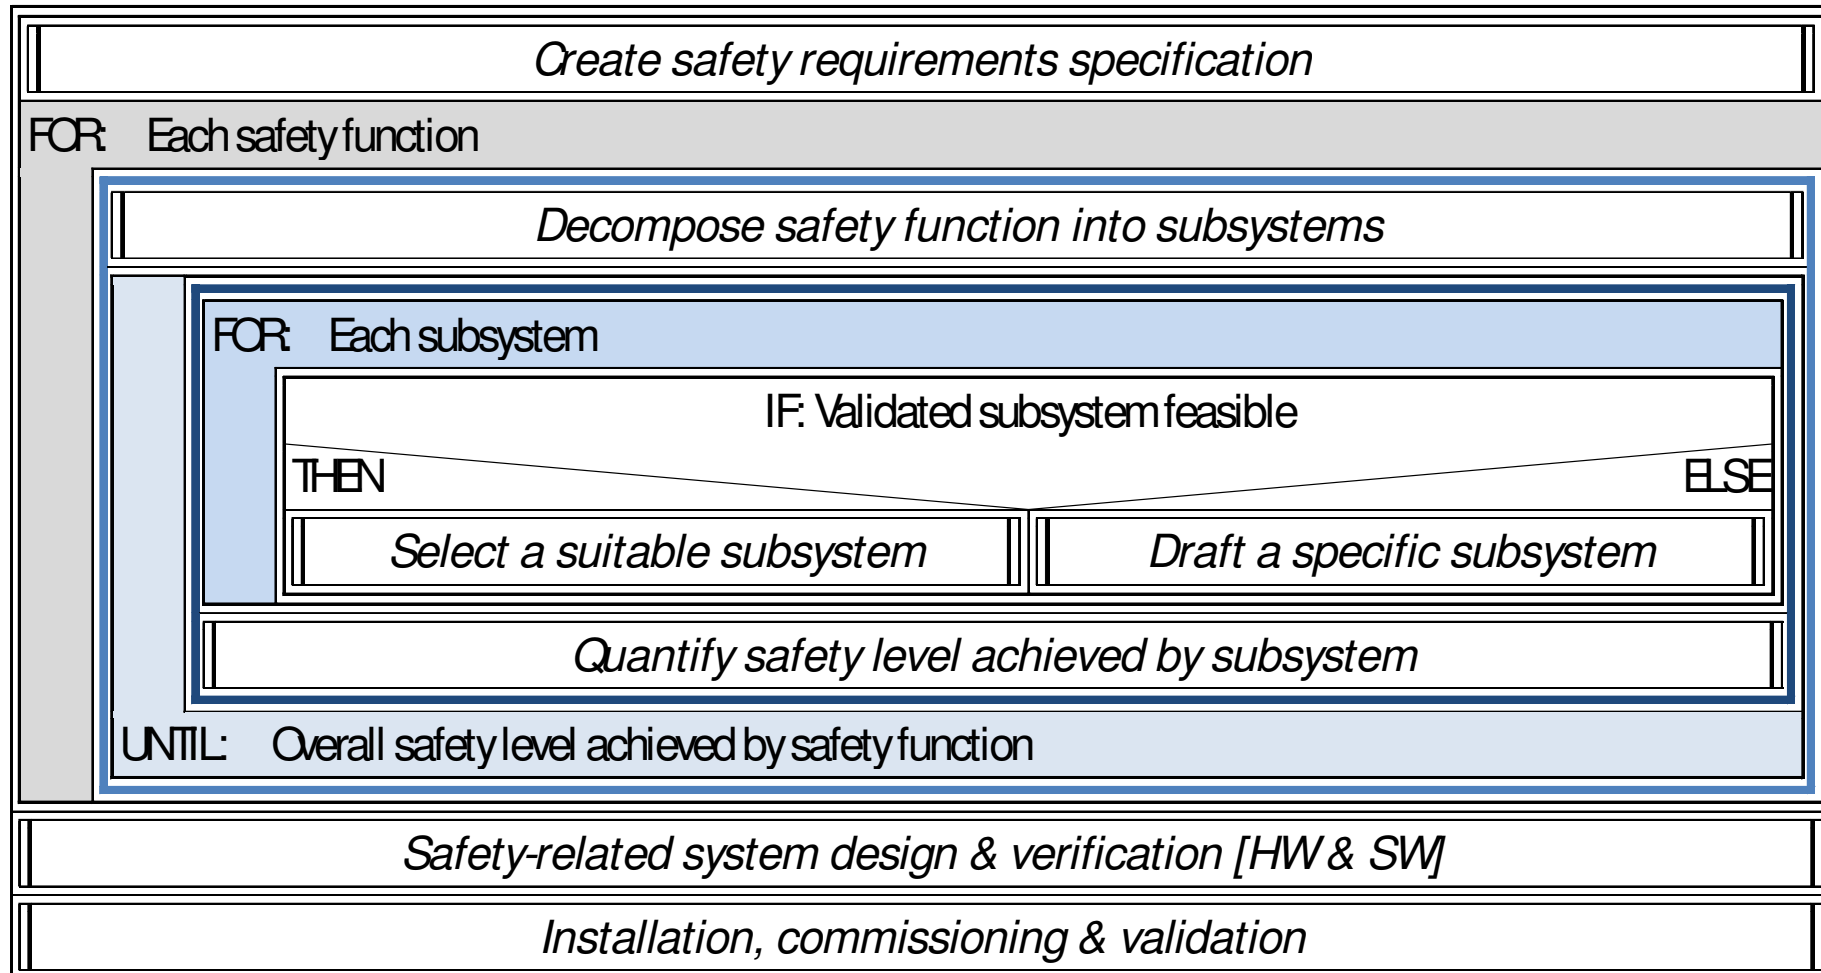 Create safety requirements specification
FOR: Each safety function
Decompose safety function into subsystems
FOR: Each subsystem
IF: Validated subsystem feasible
THEN ELSE
Select a suitable subsystem Draft a specific subsystem
Quantify safety level achieved by subsystem
UNTIL: Overall safety level achieved by safety function
Safety-related system design & verification [HW & SW]
Installation, commissioning & validation